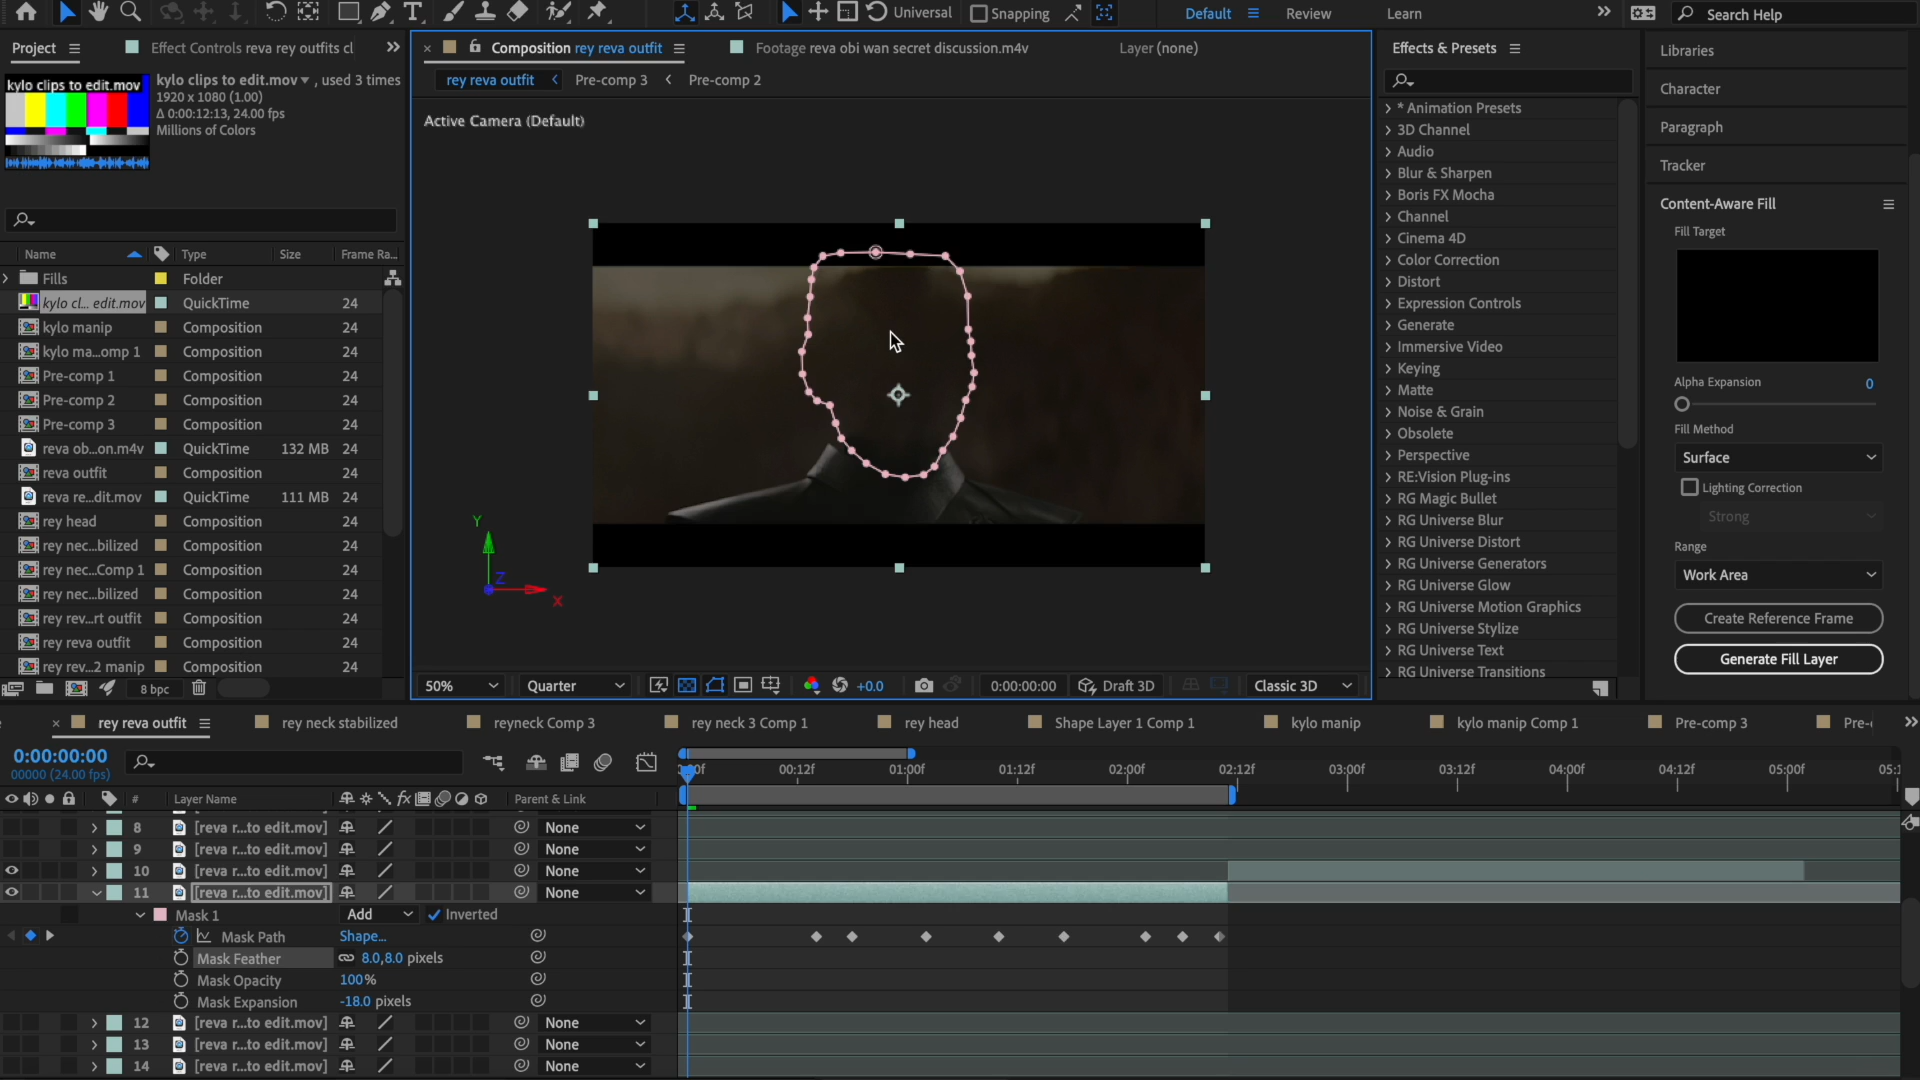 Universal
Snapping
Default
Review
Learn
Search Help
Project
Effect Controls reva rey outfits cl
Composition rey reva outfit
Footage reva obi wan secret discussion.m4v
Layer (none)
kylo clips to edit.mov
kylo clips to edit.mov , used 3 times
1920 x 1080 (1.00)
Δ 0:00:12:13, 24.00 fps
Millions of Colors
rey reva outfit
Pre-comp 3
Pre-comp 2
Active Camera (Default)
Name Type Size Frame Ra...
Fills Folder
kylo cl... edit.mov QuickTime 24
kylo manip Composition 24
kylo ma...omp 1 Composition 24
Pre-comp 1 Composition 24
Pre-comp 2 Composition 24
Pre-comp 3 Composition 24
reva ob...on.m4v QuickTime 132 MB 24
reva outfit Composition 24
reva re...dit.mov QuickTime 111 MB 24
rey head Composition 24
rey nec...bilized Composition 24
rey nec...Comp 1 Composition 24
rey nec...bilized Composition 24
rey rev...rt outfit Composition 24
rey reva outfit Composition 24
rey rev...2 manip Composition 24
8 bpc
Y
Z
X
50%
Quarter
+0.0
0:00:00:00
Draft 3D
Classic 3D
Effects & Presets
* Animation Presets
3D Channel
Audio
Blur & Sharpen
Boris FX Mocha
Channel
Cinema 4D
Color Correction
Distort
Expression Controls
Generate
Immersive Video
Keying
Matte
Noise & Grain
Obsolete
Perspective
RE:Vision Plug-ins
RG Magic Bullet
RG Universe Blur
RG Universe Distort
RG Universe Generators
RG Universe Glow
RG Universe Motion Graphics
RG Universe Stylize
RG Universe Text
RG Universe Transitions
Libraries
Character
Paragraph
Tracker
Content-Aware Fill
Fill Target
Alpha Expansion 0
Fill Method
Surface
Lighting Correction
Strong
Range
Work Area
Create Reference Frame
Generate Fill Layer
rey reva outfit
rey neck stabilized
reyneck Comp 3
rey neck 3 Comp 1
rey head
Shape Layer 1 Comp 1
kylo manip
kylo manip Comp 1
Pre-comp 3
0:00:00:00
00000 (24.00 fps)
00:12f 01:00f 01:12f 02:00f 02:12f 03:00f 03:12f 04:00f 04:12f 05:00f
# Layer Name Parent & Link
8 [reva r...to edit.mov] None
9 [reva r...to edit.mov] None
10 [reva r...to edit.mov] None
11 [reva r...to edit.mov] None
Mask 1 Add Inverted
Mask Path Shape...
Mask Feather 8.0,8.0 pixels
Mask Opacity 100%
Mask Expansion -18.0 pixels
12 [reva r...to edit.mov] None
13 [reva r...to edit.mov] None
14 [reva r...to edit.mov] None